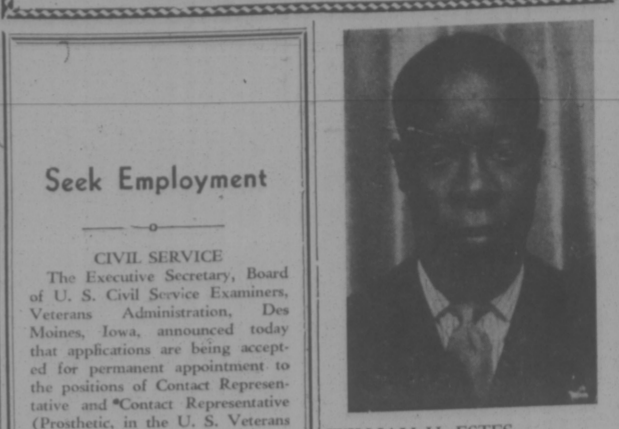 Seek Employment
CIVIL SERVICE
The Executive Secretary, Board
of U. S. Civil Service Examiners,
Veterans Administration, Des
Moines, Iowa, announced today
that applications are being accept-
ed for permanent appointment to
the positions of Contact Represen-
tative and *Contact Representative
(Prosthetic, in the U. S. Veterans
ESTES